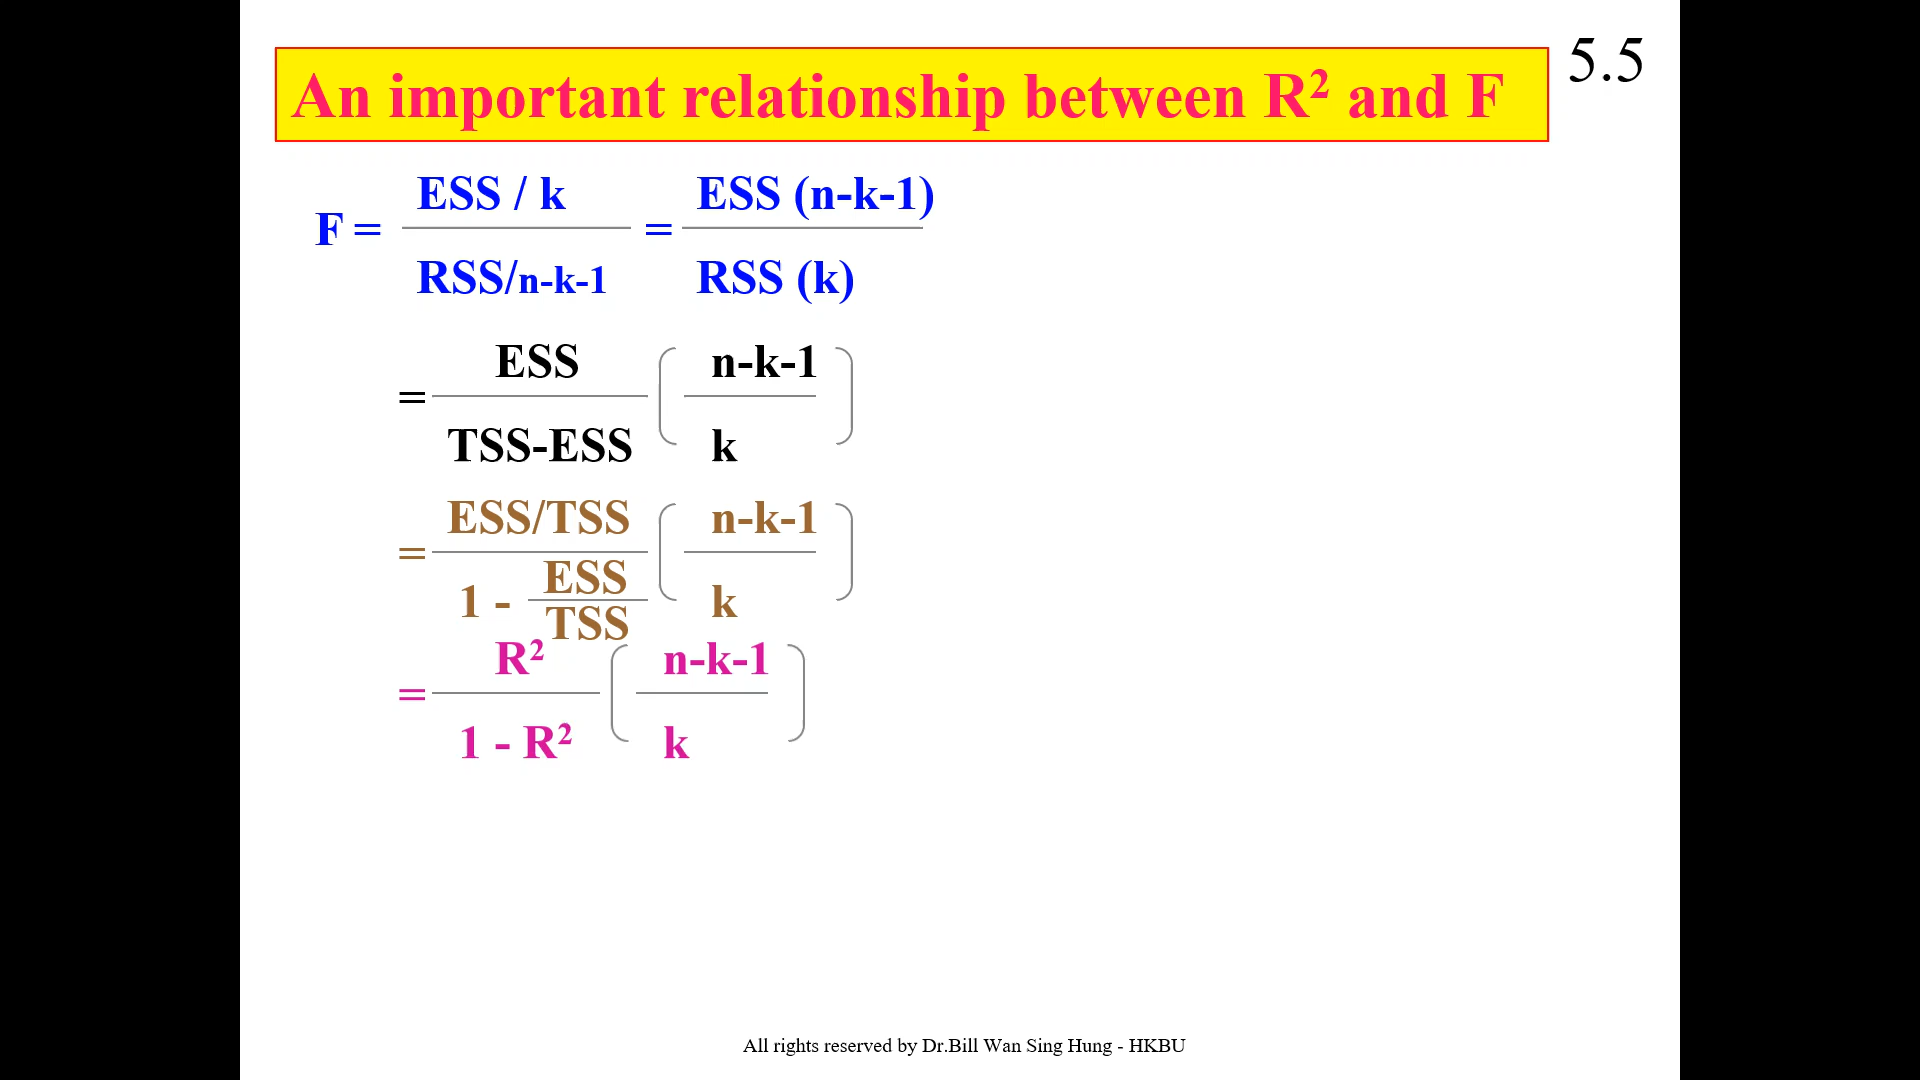 5.5
An important relationship between R² and F
ESS / k
ESS (n-k-1)
F =
=
RSS/n-k-1
RSS (k)
ESS
n-k-1
=
TSS-ESS
k
ESS/TSS
n-k-1
=
1 -
ESS
TSS
k
R²
n-k-1
=
1 - R²
k
All rights reserved by Dr.Bill Wan Sing Hung - HKBU